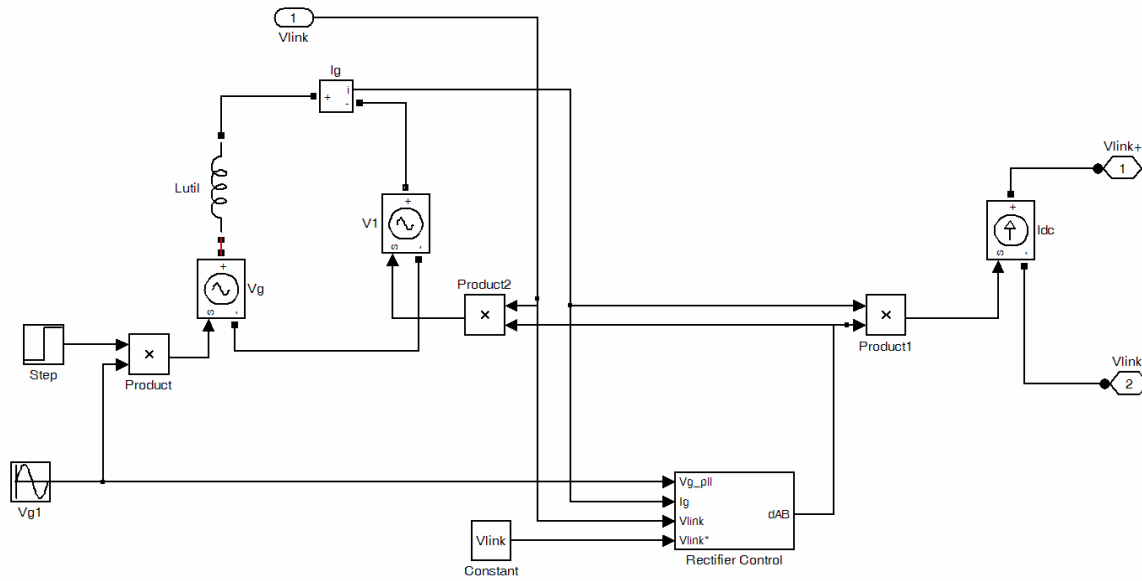 1
Vlink
Ig
+
i
-
Lutil
+
V1
s
-
Vlink+
1
+
Idc
s
-
+
Vg
s
-
Product2
×
×
Product1
Step
×
Product
Vlink
2
Vg1
Vg_pll
Ig
Vlink
Vlink*
dAB
Rectifier Control
Vlink
Constant